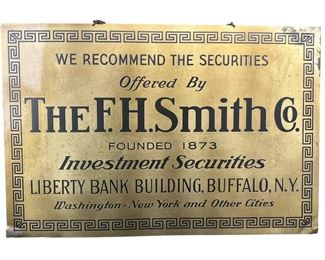 WE RECOMMEND THE SECURITIES
Offered By
THE F.H. SMITH CO.
FOUNDED 1873
Investment Securities
LIBERTY BANK BUILDING, BUFFALO, N.Y.
Washington - New York and Other Cities